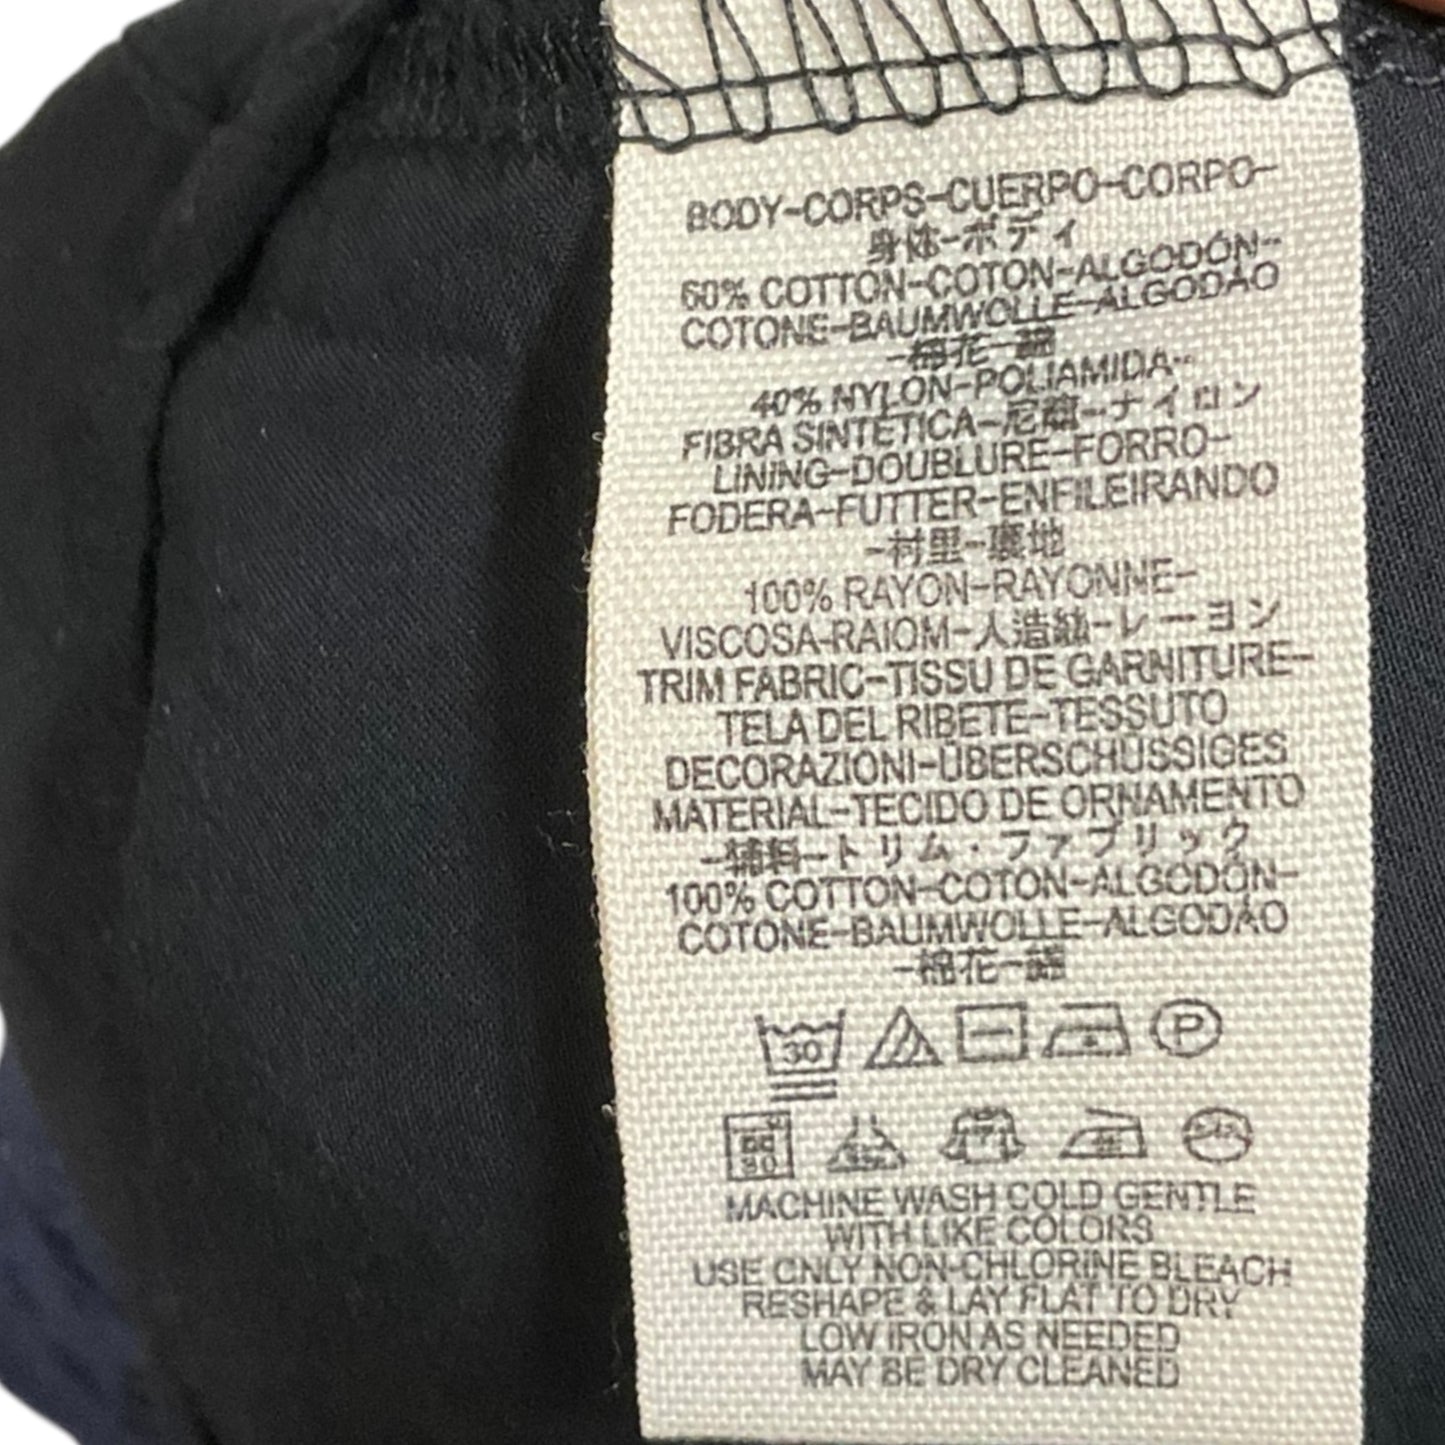 BODY-CORPS-CUERPO-CORPO-
身体-ボディ
60% COTTON-COTON-ALGODÓN-
COTONE-BAUMWOLLE-ALGODÃO
-棉花-綿
40% NYLON-POLIAMIDA-
FIBRA SINTÉTICA-尼龍-ナイロン
LINING-DOUBLURE-FORRO-
FODERA-FUTTER-ENFILEIRANDO
-村里-裏地
100% RAYON-RAYONNE-
VISCOSA-RAIOM-人造絲-レーヨン
TRIM FABRIC-TISSU DE GARNITURE-
TELA DEL RIBETE-TESSUTO
DECORAZIONI-ÜBERSCHÜSSIGES
MATERIAL-TECIDO DE ORNAMENTO
-辅料-トリム・ファブリック
100% COTTON-COTON-ALGODÓN-
COTONE-BAUMWOLLE-ALGODÃO
-棉花-綿
30 P
MACHINE WASH COLD GENTLE
WITH LIKE COLORS
USE ONLY NON-CHLORINE BLEACH
RESHAPE & LAY FLAT TO DRY
LOW IRON AS NEEDED
MAY BE DRY CLEANED